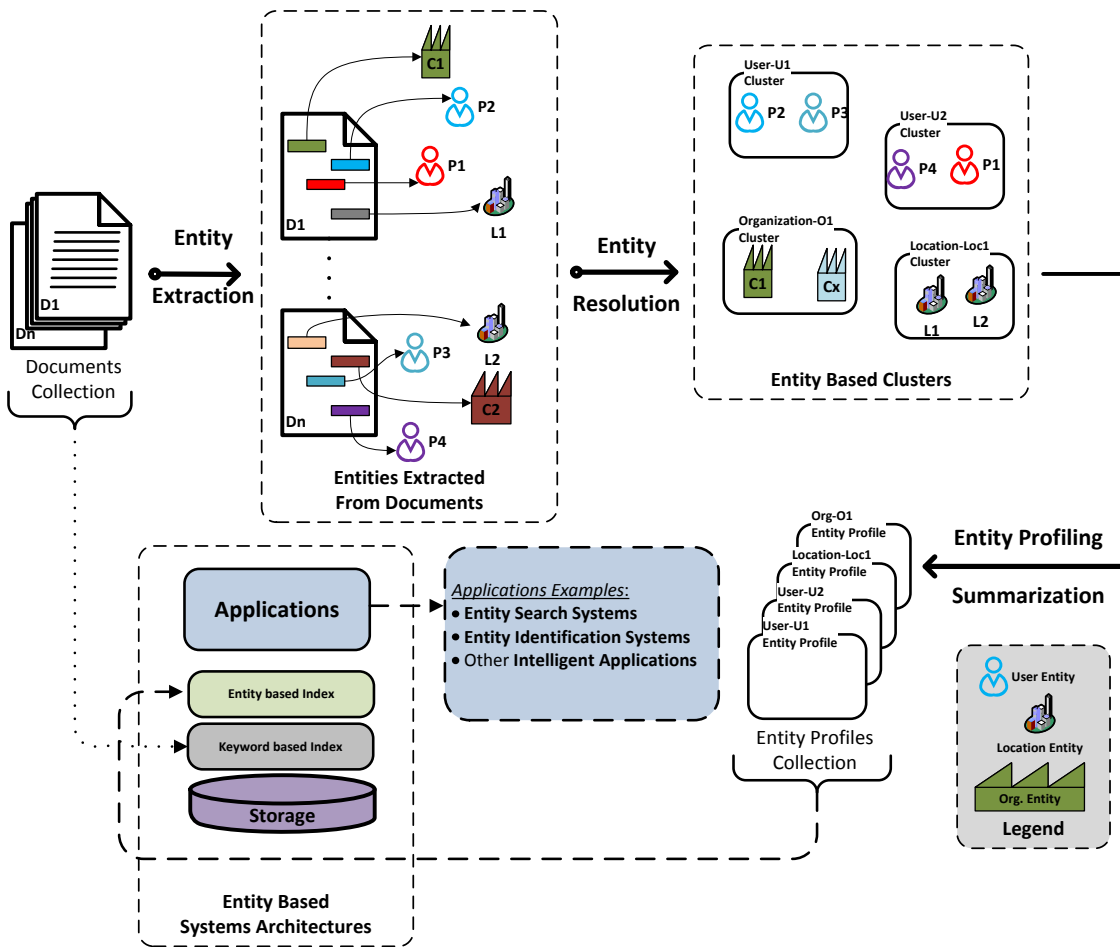 D1
Dn
Documents
Collection
Entity
Extraction
C1
P2
P1
L1
D1
L2
P3
C2
P4
Dn
Entities Extracted
From Documents
Entity
Resolution
User-U1
Cluster
P2
P3
User-U2
Cluster
P4
P1
Organization-O1
Cluster
C1
Cx
Location-Loc1
Cluster
L1
L2
Entity Based Clusters
Entity Profiling
Summarization
Org-O1
Entity Profile
Location-Loc1
Entity Profile
User-U2
Entity Profile
User-U1
Entity Profile
Entity Profiles
Collection
User Entity
Location Entity
Org. Entity
Legend
Applications
Applications Examples:
• Entity Search Systems
• Entity Identification Systems
• Other Intelligent Applications
Entity based Index
Keyword based Index
Storage
Entity Based
Systems Architectures